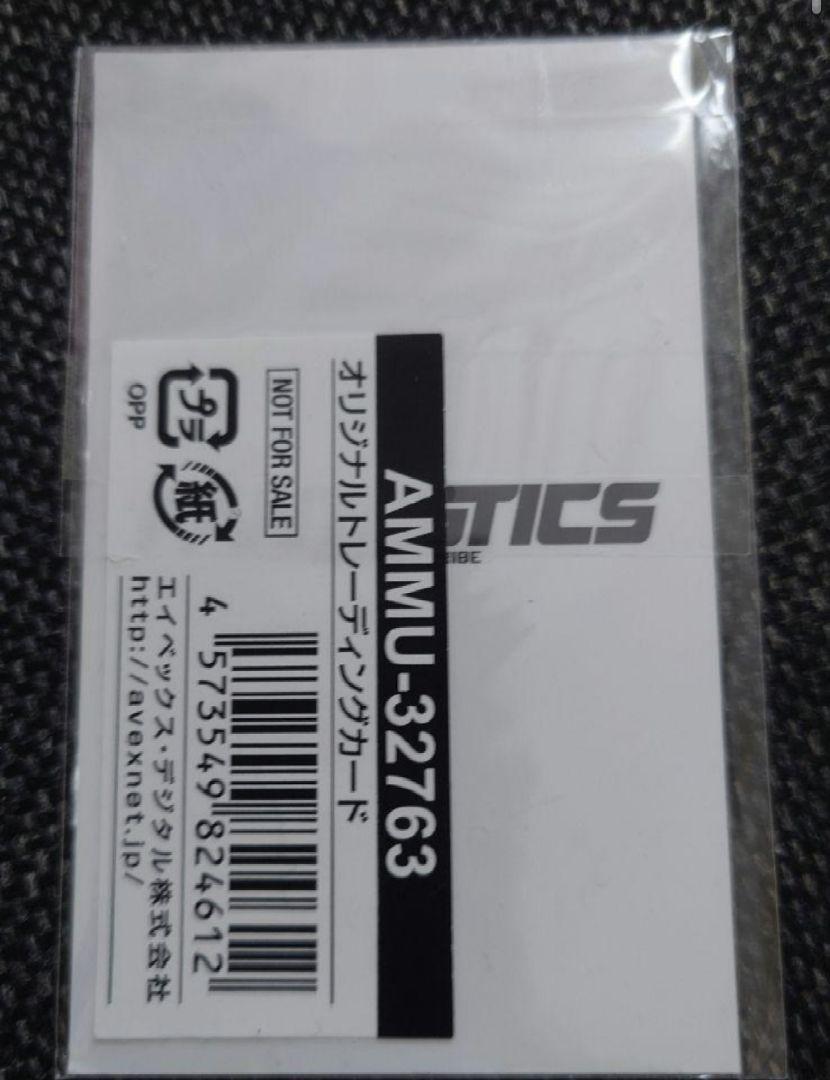 AMMU-32763
オリジナルトレーディングカード
NOT FOR SALE
プラ
紙
OPP
4 573549 824612
エイベックス・デジタル株式会社
http://avexnet.jp/
STICS
RIBE